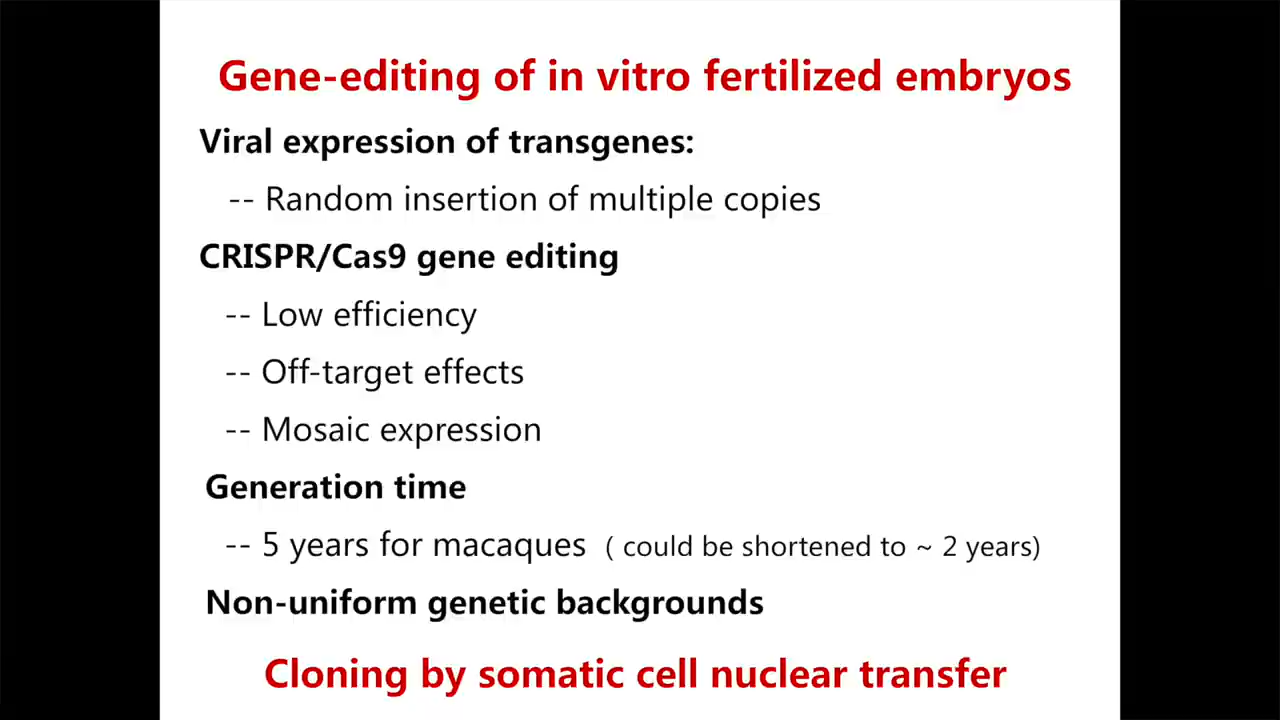 Gene-editing of in vitro fertilized embryos
Viral expression of transgenes:
-- Random insertion of multiple copies
CRISPR/Cas9 gene editing
-- Low efficiency
-- Off-target effects
-- Mosaic expression
Generation time
-- 5 years for macaques ( could be shortened to ~ 2 years)
Non-uniform genetic backgrounds
Cloning by somatic cell nuclear transfer